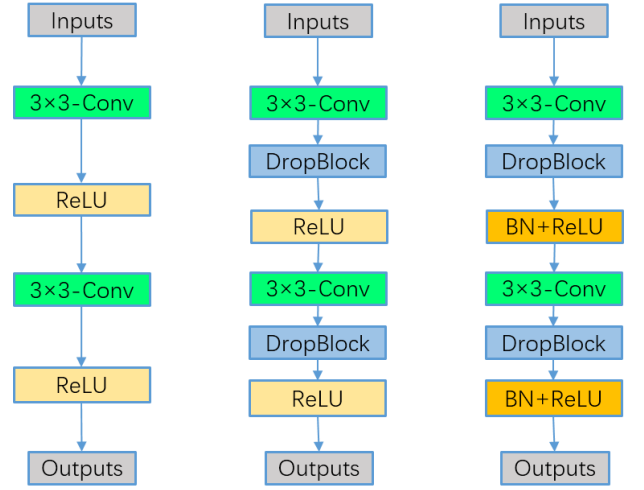 Inputs
3×3-Conv
ReLU
3×3-Conv
ReLU
Outputs
Inputs
3×3-Conv
DropBlock
ReLU
3×3-Conv
DropBlock
ReLU
Outputs
Inputs
3×3-Conv
DropBlock
BN+ReLU
3×3-Conv
DropBlock
BN+ReLU
Outputs